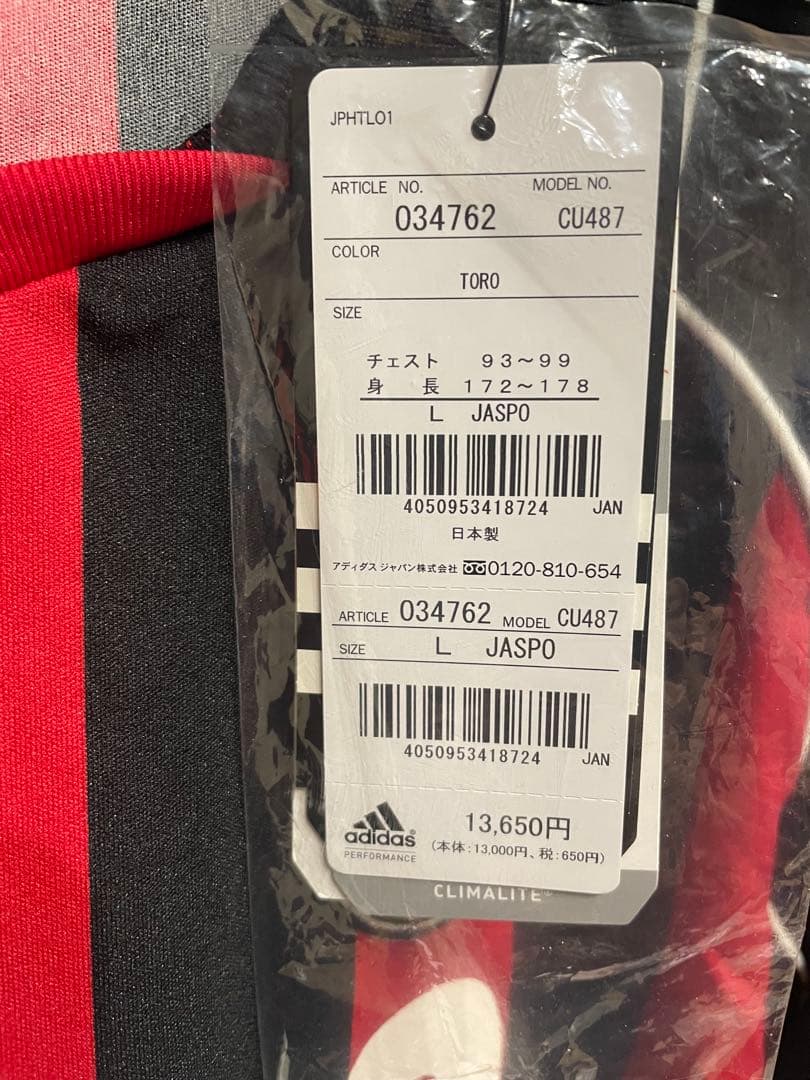 JPHTL01
ARTICLE NO. MODEL NO.
034762 CU487
COLOR
TORO
SIZE
チェスト 93～99
身 長 172～178
L JASPO
4050953418724 JAN
日本製
アディダス ジャパン株式会社 0120-810-654
ARTICLE 034762 MODEL CU487
SIZE L JASPO
4050953418724 JAN
adidas
PERFORMANCE
13,650円
(本体:13,000円、税:650円)
CLIMALITE®